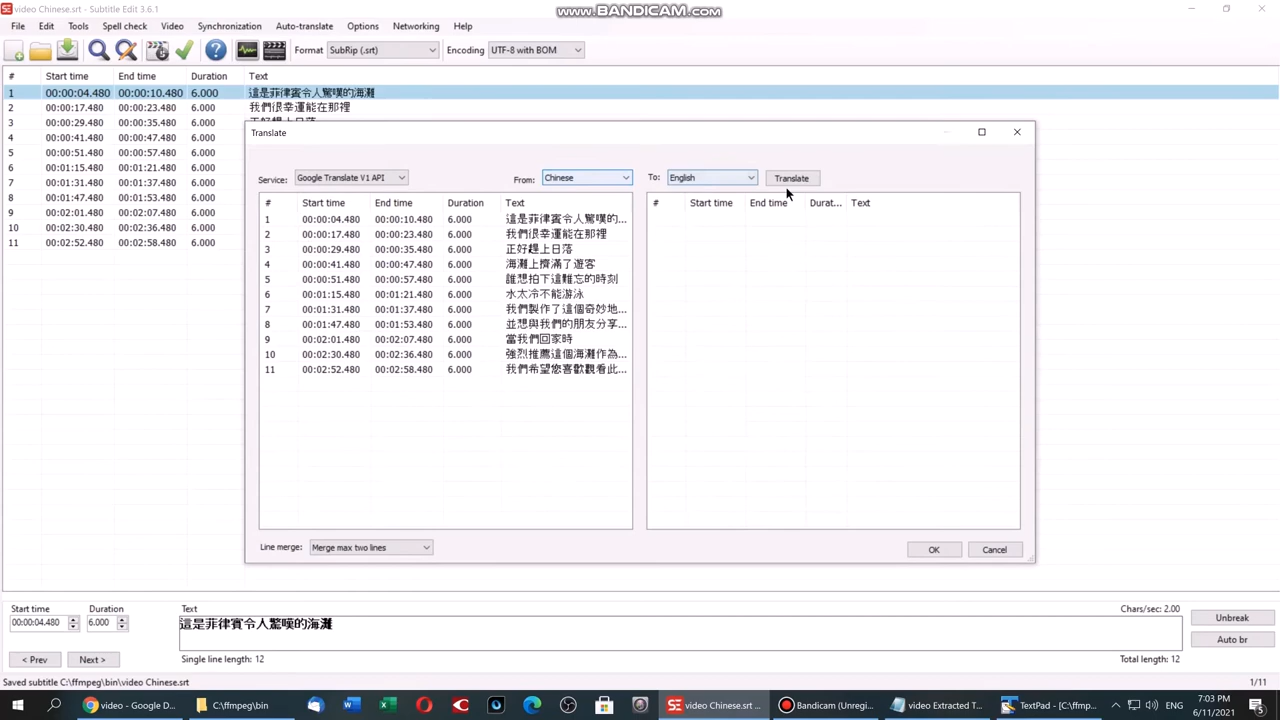 video Chinese.srt - Subtitle Edit 3.6.1
www.BANDICAM.com
File Edit Tools Spell check Video Synchronization Auto-translate Options Networking Help
Format SubRip (.srt) Encoding UTF-8 with BOM
# Start time End time Duration Text
1 00:00:04.480 00:00:10.480 6.000 這是菲律賓令人驚嘆的海灘
2 00:00:17.480 00:00:23.480 6.000 我們很幸運能在那裡
3 00:00:29.480 00:00:35.480 6.000 正好趕上日落
4 00:00:41.480 00:00:47.480 6.000
5 00:00:51.480 00:00:57.480 6.000
6 00:01:15.480 00:01:21.480 6.000
7 00:01:31.480 00:01:37.480 6.000
8 00:01:47.480 00:01:53.480 6.000
9 00:02:01.480 00:02:07.480 6.000
10 00:02:30.480 00:02:36.480 6.000
11 00:02:52.480 00:02:58.480 6.000
Translate
Service: Google Translate V1 API From: Chinese To: English Translate
# Start time End time Duration Text # Start time End time Durat... Text
1 00:00:04.480 00:00:10.480 6.000 這是菲律賓令人驚嘆的...
2 00:00:17.480 00:00:23.480 6.000 我們很幸運能在那裡
3 00:00:29.480 00:00:35.480 6.000 正好趕上日落
4 00:00:41.480 00:00:47.480 6.000 海灘上擠滿了遊客
5 00:00:51.480 00:00:57.480 6.000 誰想拍下這難忘的時刻
6 00:01:15.480 00:01:21.480 6.000 水太冷不能游泳
7 00:01:31.480 00:01:37.480 6.000 我們製作了這個奇妙地...
8 00:01:47.480 00:01:53.480 6.000 並想與我們的朋友分享...
9 00:02:01.480 00:02:07.480 6.000 當我們回家時
10 00:02:30.480 00:02:36.480 6.000 強烈推薦這個海灘作為...
11 00:02:52.480 00:02:58.480 6.000 我們希望您喜歡觀看此...
Line merge: Merge max two lines OK Cancel
Start time Duration Text Chars/sec: 2.00
00:00:04.480 6.000 這是菲律賓令人驚嘆的海灘 Unbreak
Auto br
< Prev Next > Single line length: 12 Total length: 12
Saved subtitle C:\ffmpeg\bin\video Chinese.srt 1/11
video - Google D... C:\ffmpeg\bin video Chinese.srt ... Bandicam (Unregi... video Extracted T... TextPad - [C:\ffmp... 7:03 PM
6/11/2021